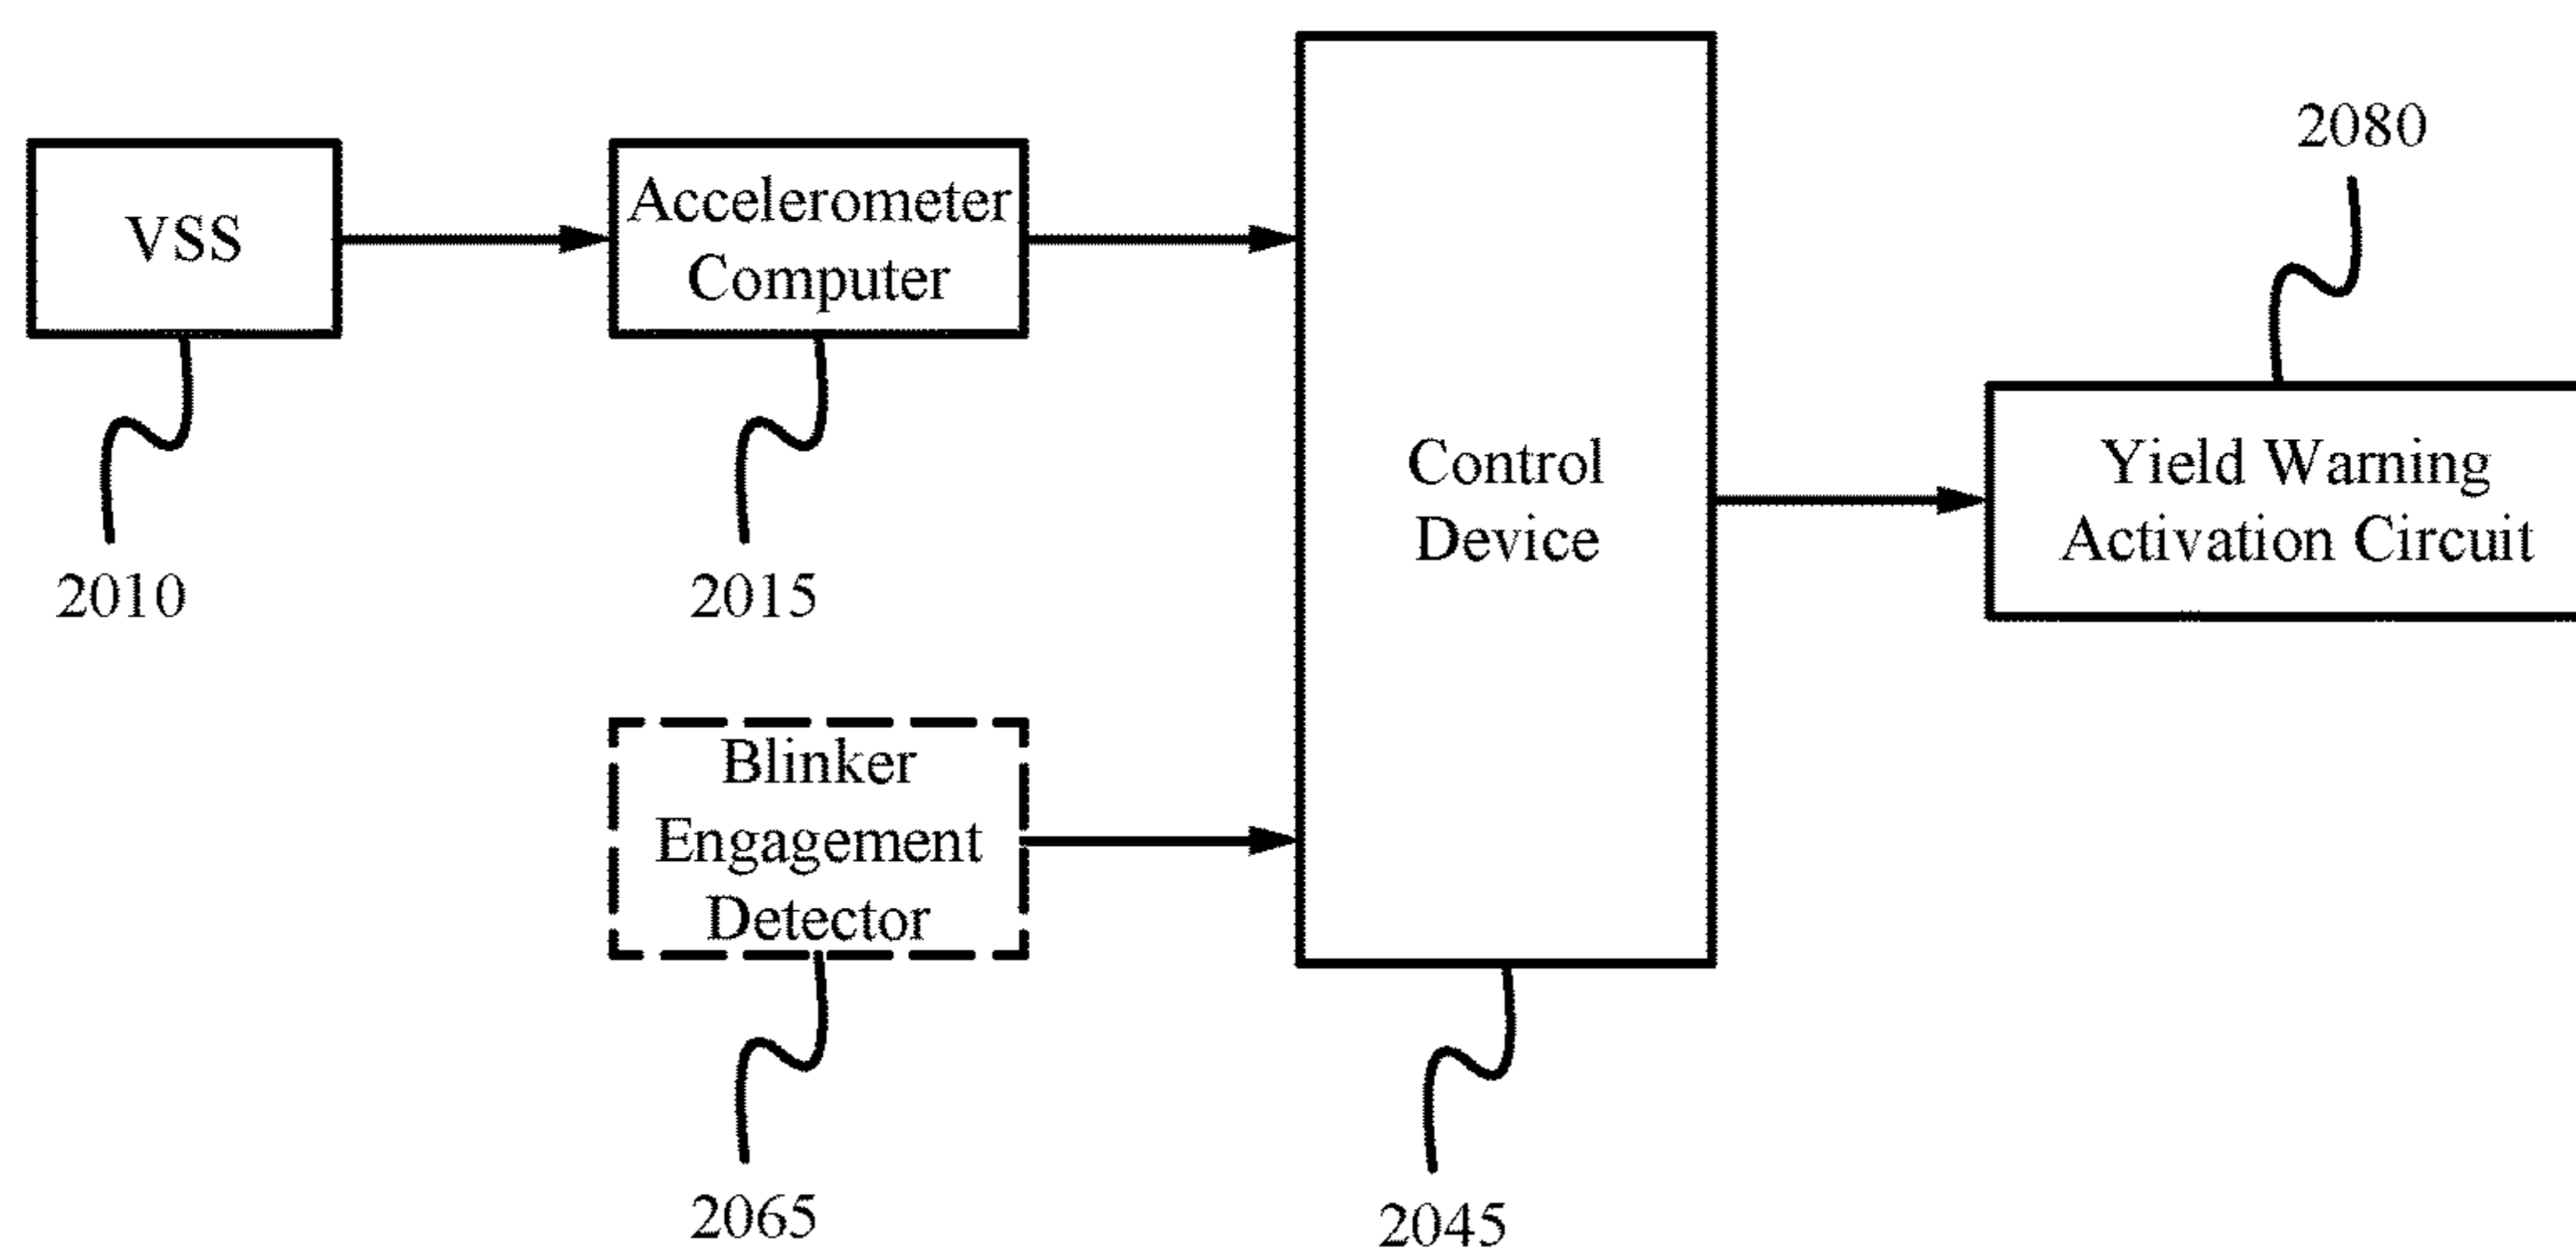 2080
VSS
Accelerometer
Computer
Control
Device
Yield Warning
Activation Circuit
2010
2015
Blinker
Engagement
Detector
2065
2045